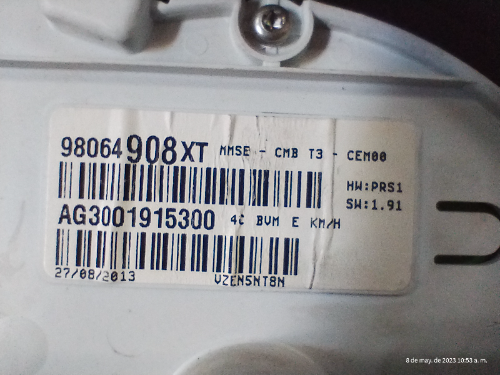 98064908XT MMSE - CMB T3 - CEM00
HW:PRS1
SW:1.91
AG3001915300 4C BVM E KM/H
27/08/2013 VZENSNT8N
8 de may. de 2023 10:53 a. m.